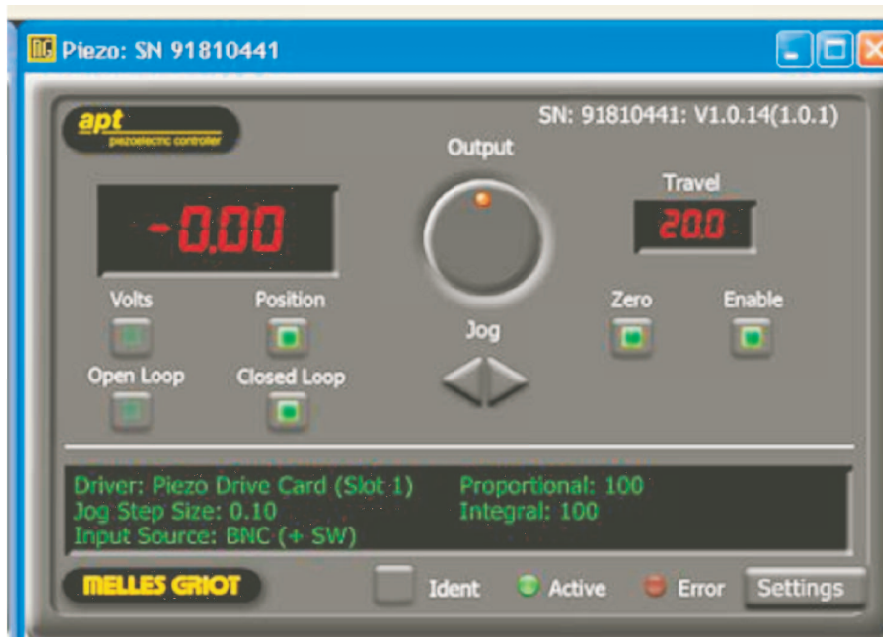 MG Piezo: SN 91810441
apt
piezoelectric controller
SN: 91810441: V1.0.14(1.0.1)
Output
Travel
-0.00
20.0
Volts
Position
Zero
Enable
Jog
Open Loop
Closed Loop
Driver: Piezo Drive Card (Slot 1)
Proportional: 100
Jog Step Size: 0.10
Integral: 100
Input Source: BNC (+ SW)
MELLES GRIOT
Ident
Active
Error
Settings